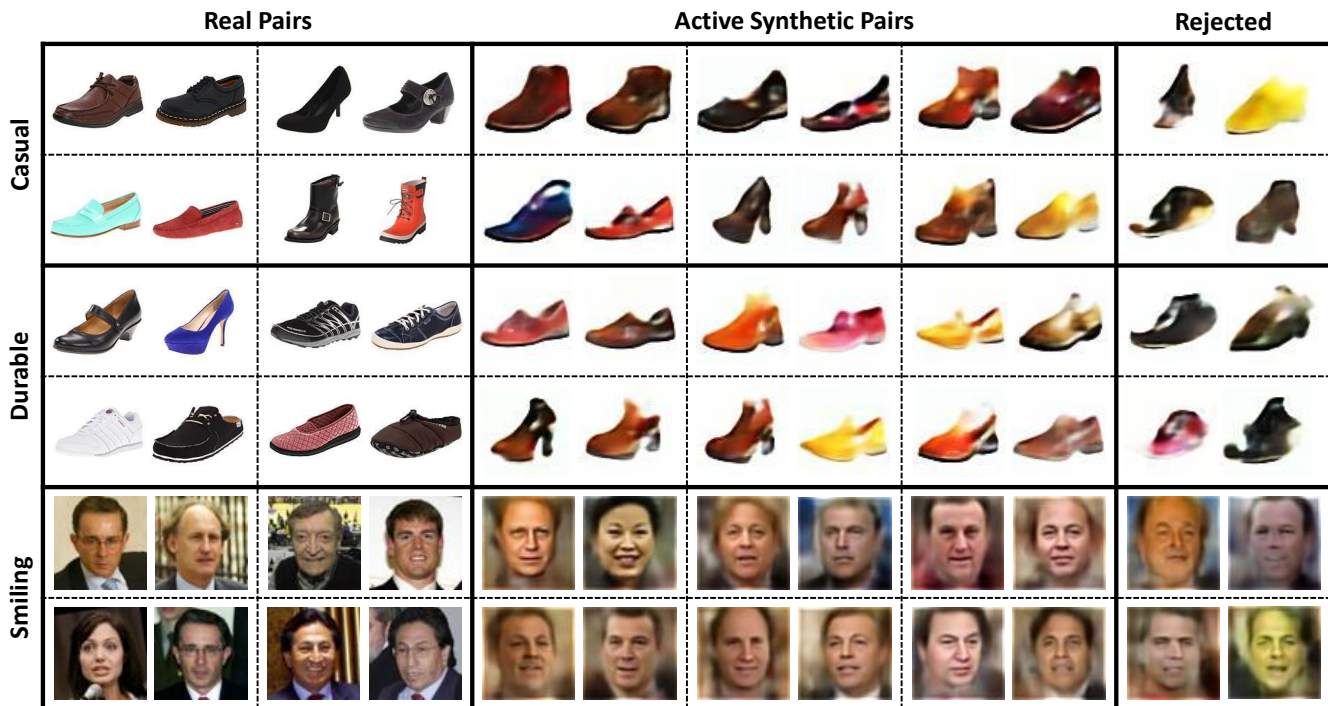 Real Pairs
Active Synthetic Pairs
Rejected
Casual
Durable
Smiling